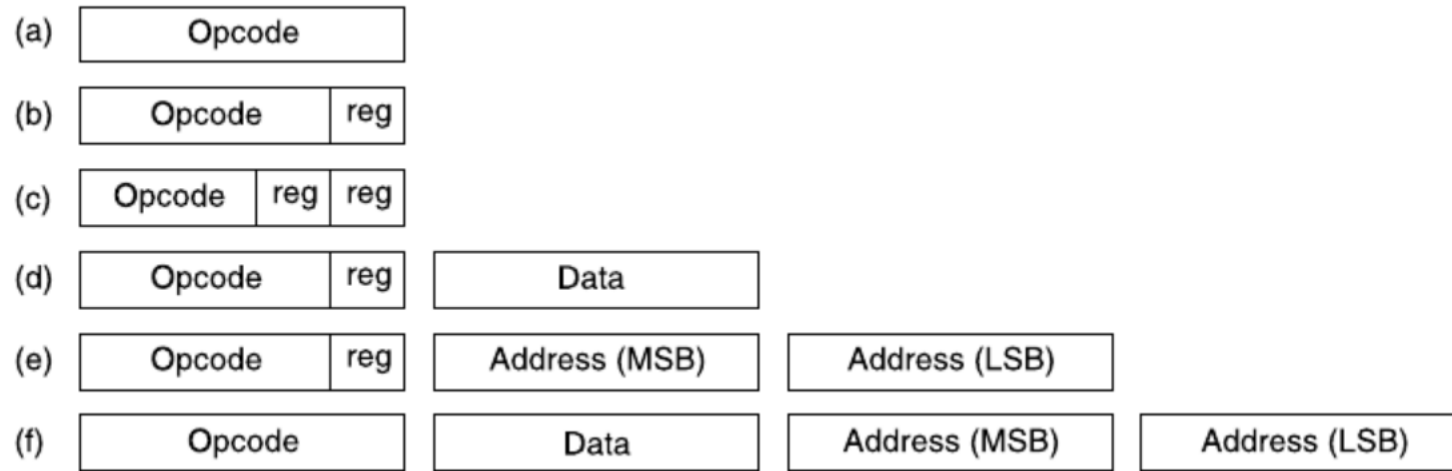 (a) Opcode
(b) Opcode reg
(c) Opcode reg reg
(d) Opcode reg Data
(e) Opcode reg Address (MSB) Address (LSB)
(f) Opcode Data Address (MSB) Address (LSB)